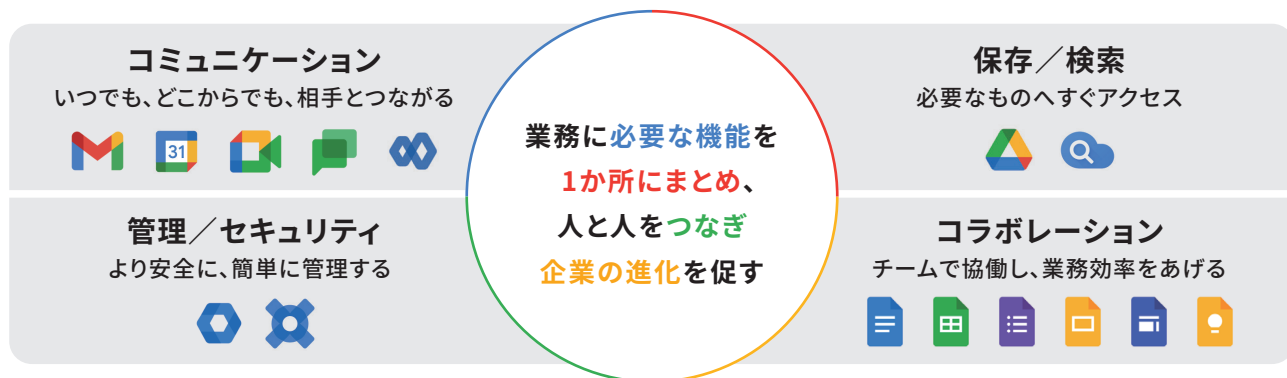 コミュニケーション
いつでも、どこからでも、相手とつながる
31
管理／セキュリティ
より安全に、簡単に管理する
業務に必要な機能を
1か所にまとめ、
人と人をつなぎ
企業の進化を促す
保存／検索
必要なものへすぐアクセス
コラボレーション
チームで協働し、業務効率をあげる